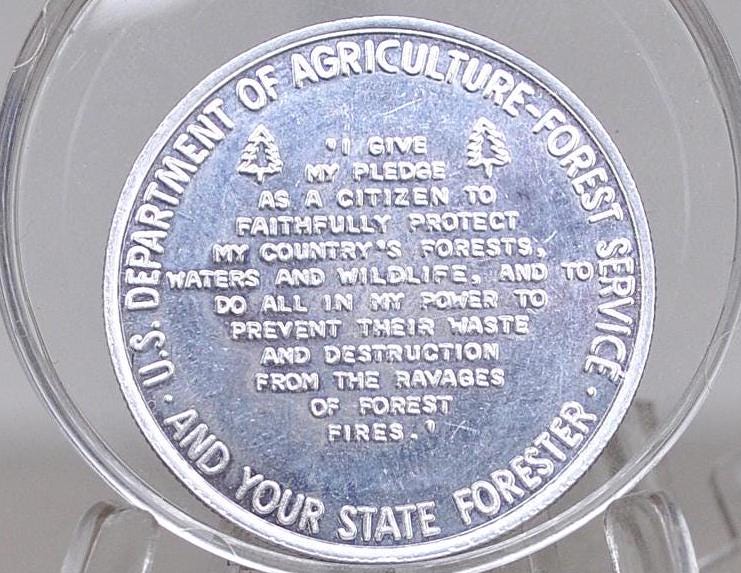 U.S. DEPARTMENT OF AGRICULTURE-FOREST SERVICE ·
AND YOUR STATE FORESTER ·
"I GIVE
MY PLEDGE
AS A CITIZEN TO
FAITHFULLY PROTECT
MY COUNTRY'S FORESTS,
WATERS AND WILDLIFE, AND TO
DO ALL IN MY POWER TO
PREVENT THEIR WASTE
AND DESTRUCTION
FROM THE RAVAGES
OF FOREST
FIRES."